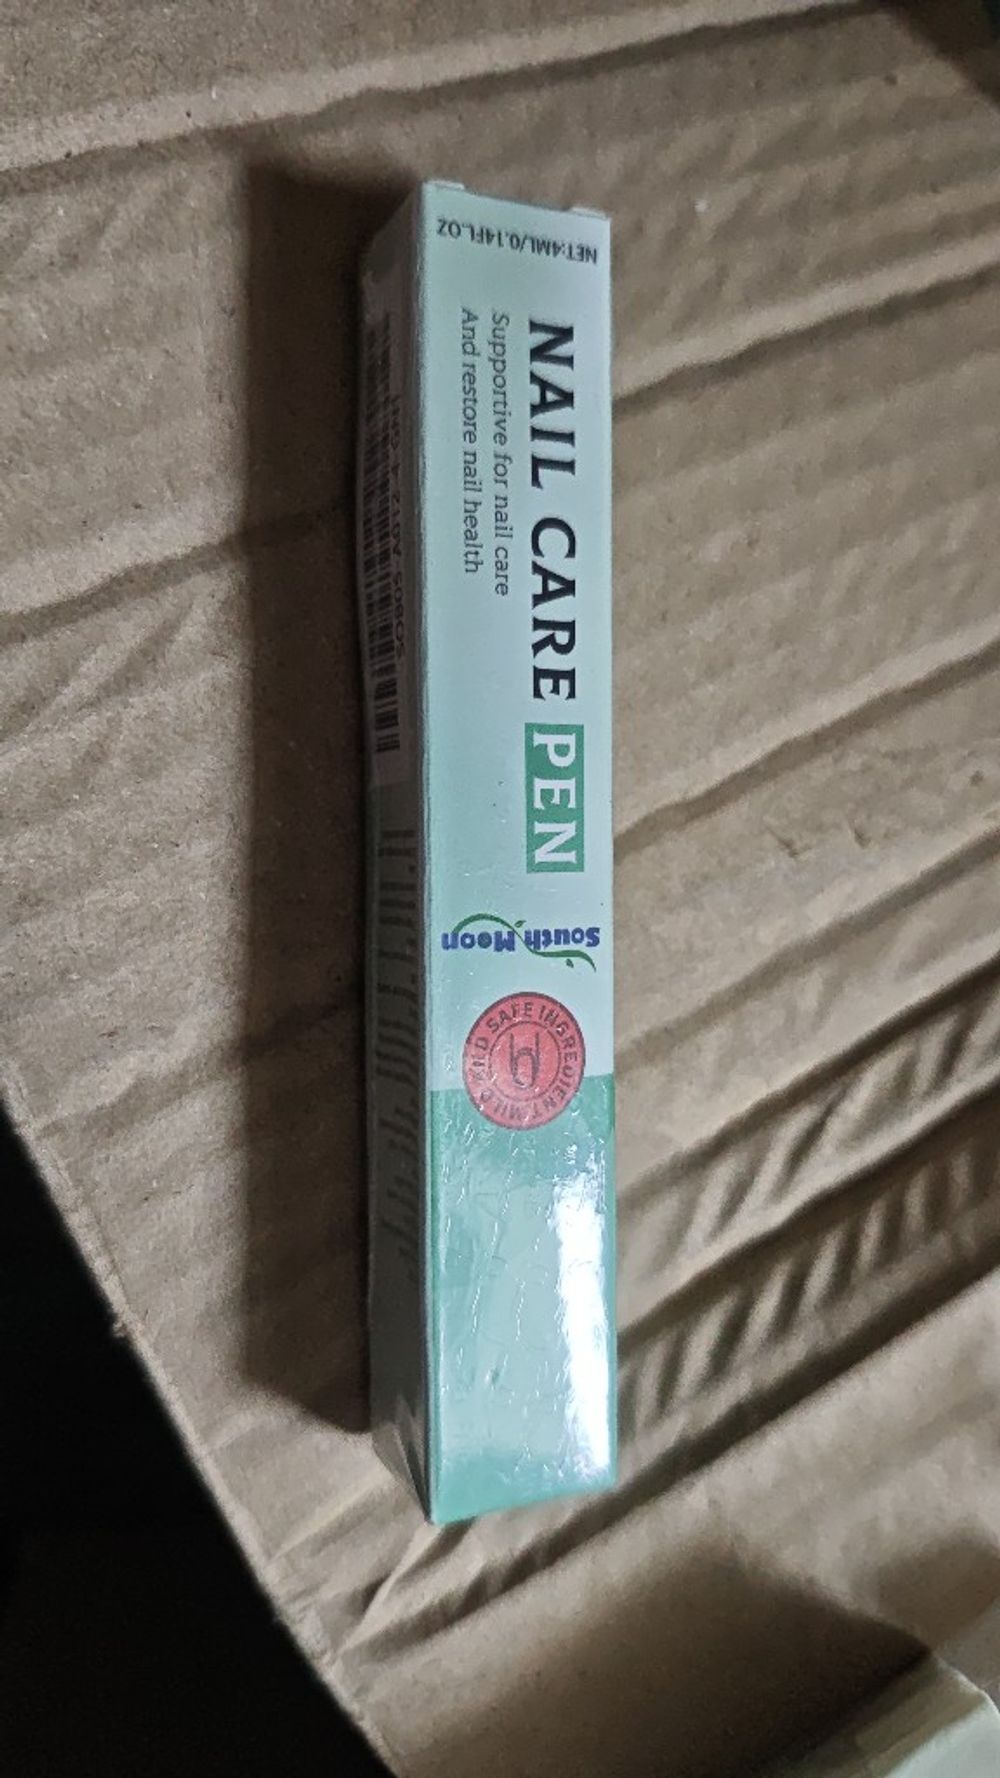 NET:4ML/0.14FL.OZ
NAIL CARE PEN
Supportive for nail care
And restore nail health
South Moon
SAFE INGREDIENT MILD AND